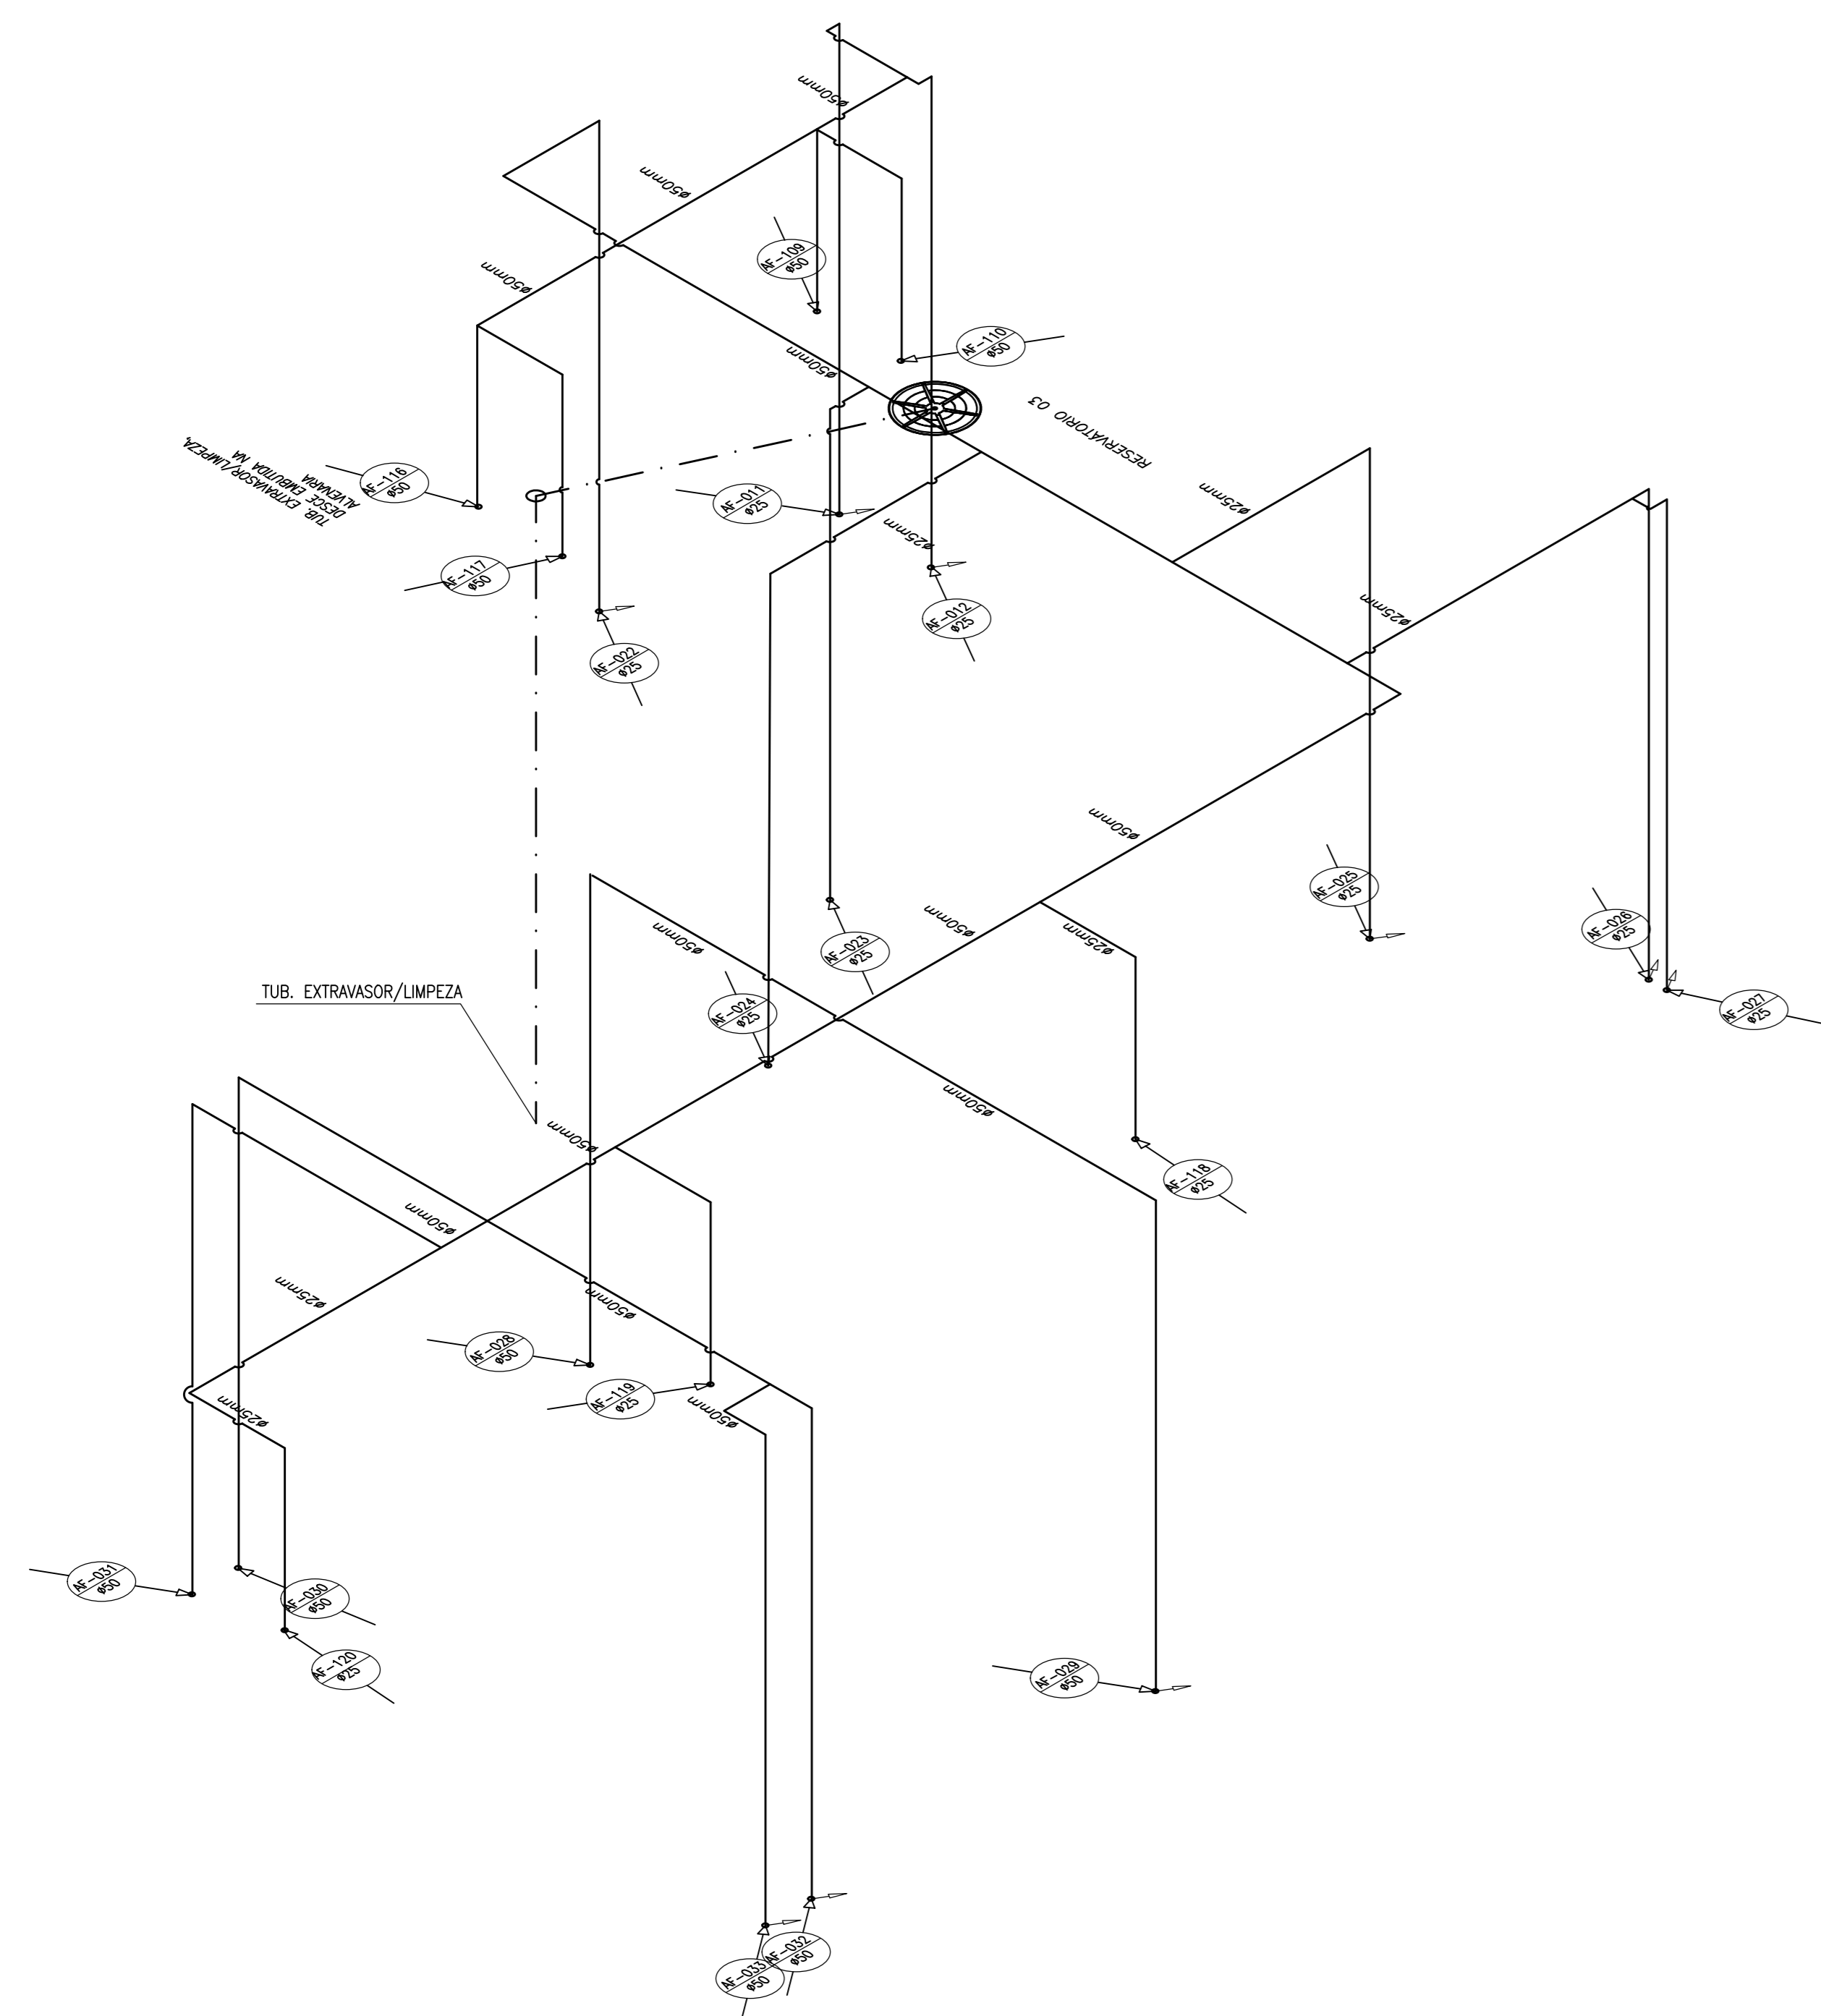 ø50mm
ø50mm
AF-109
ø50
ø50mm
AF-110
ø50
ø50mm
RESERVATORIO 03
TUB. EXTRAVASOR/LIMPEZA,
DESCE EMBUTIDA NA
ALVENARIA
AF-116
ø50
AF-011
ø25
ø25mm
ø25mm
AF-117
ø50
AF-012
ø25
ø25mm
AF-022
ø25
ø50mm
AF-025
ø25
AF-026
ø25
ø50mm
ø50mm
ø25mm
AF-023
ø25
TUB. EXTRAVASOR/LIMPEZA
AF-024
ø25
AF-027
ø25
ø50mm
ø50mm
AF-118
ø25
ø50mm
ø25mm
ø50mm
AF-028
ø50
AF-119
ø25
ø50mm
ø25mm
AF-031
ø50
AF-030
ø50
AF-120
ø25
AF-029
ø50
AF-032
ø50
AF-033
ø50